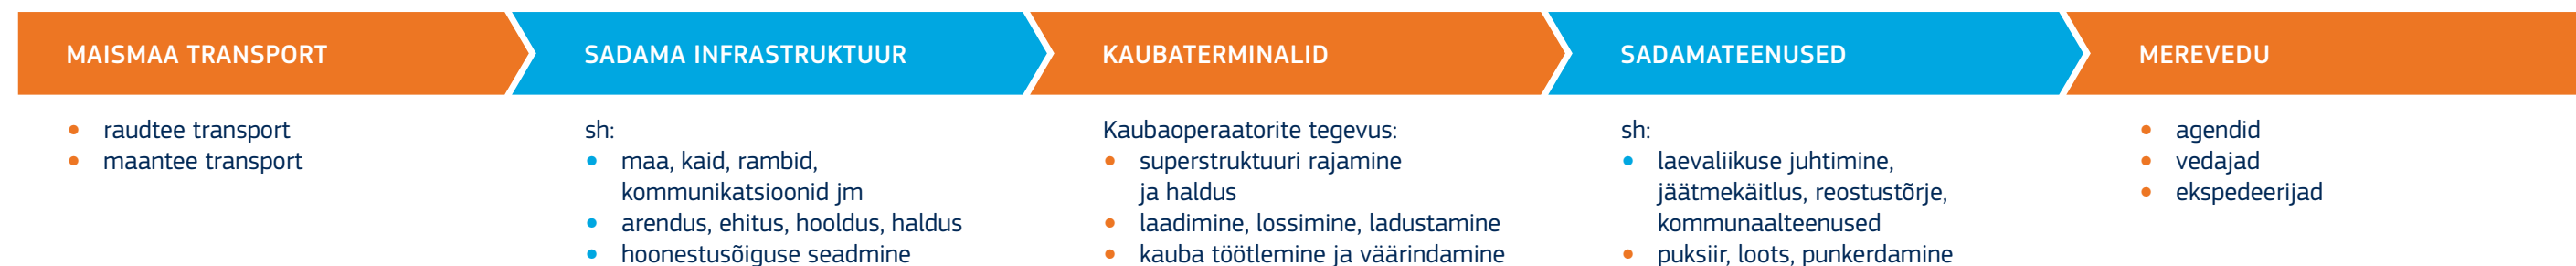 MAISMAA TRANSPORT
raudtee transport
maantee transport
SADAMA INFRASTRUKTUUR
sh:
maa, kaid, rambid,
kommunikatsioonid jm
arendus, ehitus, hooldus, haldus
hoonestusõiguse seadmine
KAUBATERMINALID
Kaubaoperaatorite tegevus:
superstruktuuri rajamine
ja haldus
laadimine, lossimine, ladustamine
kauba töötlemine ja väärindamine
SADAMATEENUSED
sh:
laevaliikuse juhtimine,
jäätmekäitlus, reostustõrje,
kommunaalteenused
puksiir, loots, punkerdamine
MEREVEDU
agendid
vedajad
ekspedeerijad